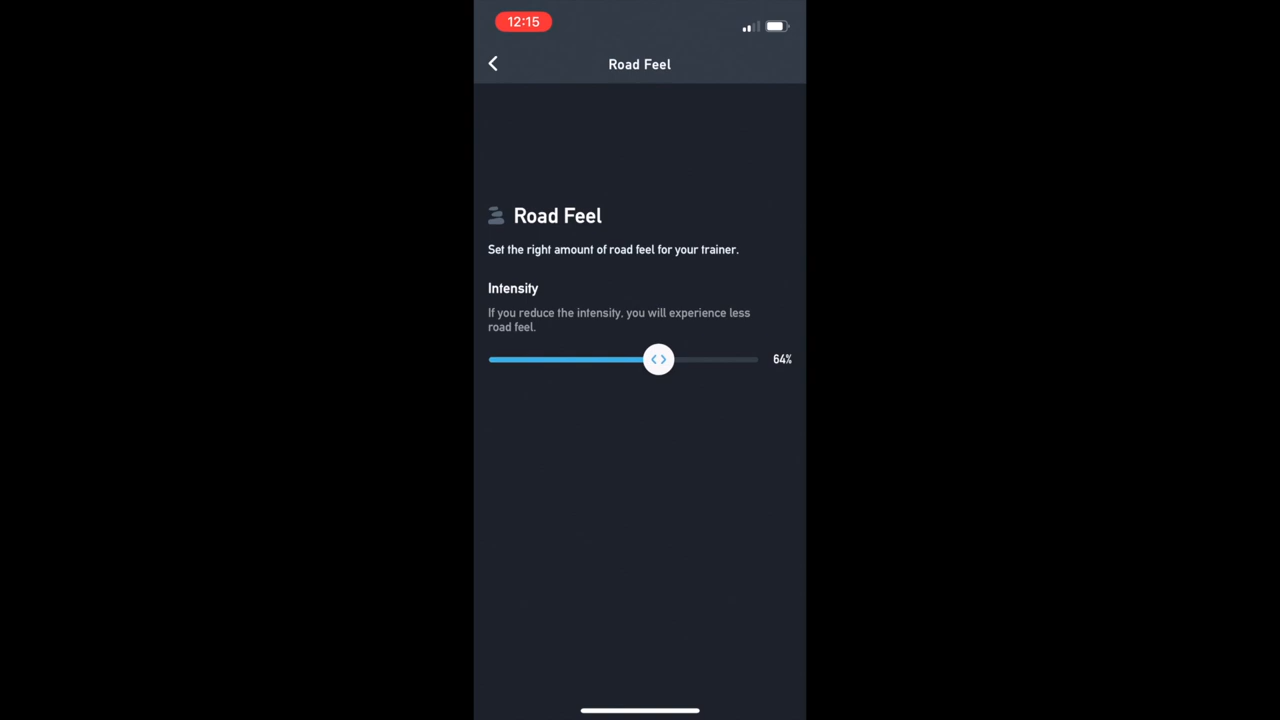 12:15
Road Feel
Road Feel
Set the right amount of road feel for your trainer.
Intensity
If you reduce the intensity, you will experience less
road feel.
64%